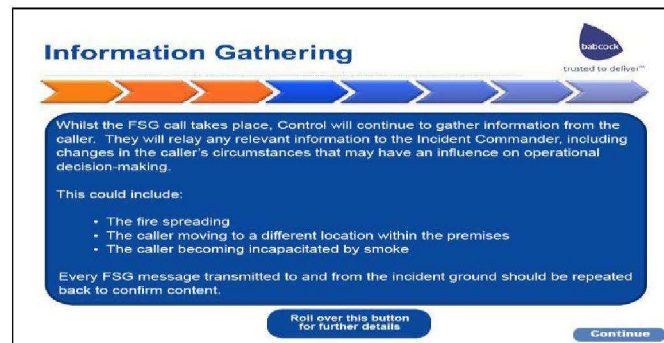 Information Gathering
babcock
trusted to deliver™
Whilst the FSG call takes place, Control will continue to gather information from the
caller. They will relay any relevant information to the Incident Commander, including
changes in the caller's circumstances that may have an influence on operational
decision-making.
This could include:
• The fire spreading
• The caller moving to a different location within the premises
• The caller becoming incapacitated by smoke
Every FSG message transmitted to and from the incident ground should be repeated
back to confirm content.
Roll over this button
for further details
Continue